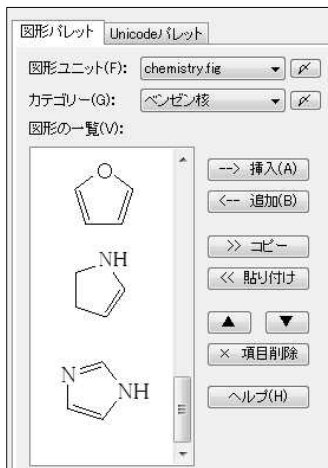 図形パレット Unicodeパレット
図形ユニット(F): chemistry.fig
カテゴリー(G): ベンゼン核
図形の一覧(V):
--> 挿入(A)
<-- 追加(B)
>> コピー
<< 貼り付け
▲ ▼
× 項目削除
ヘルプ(H)
O
NH
N
NH